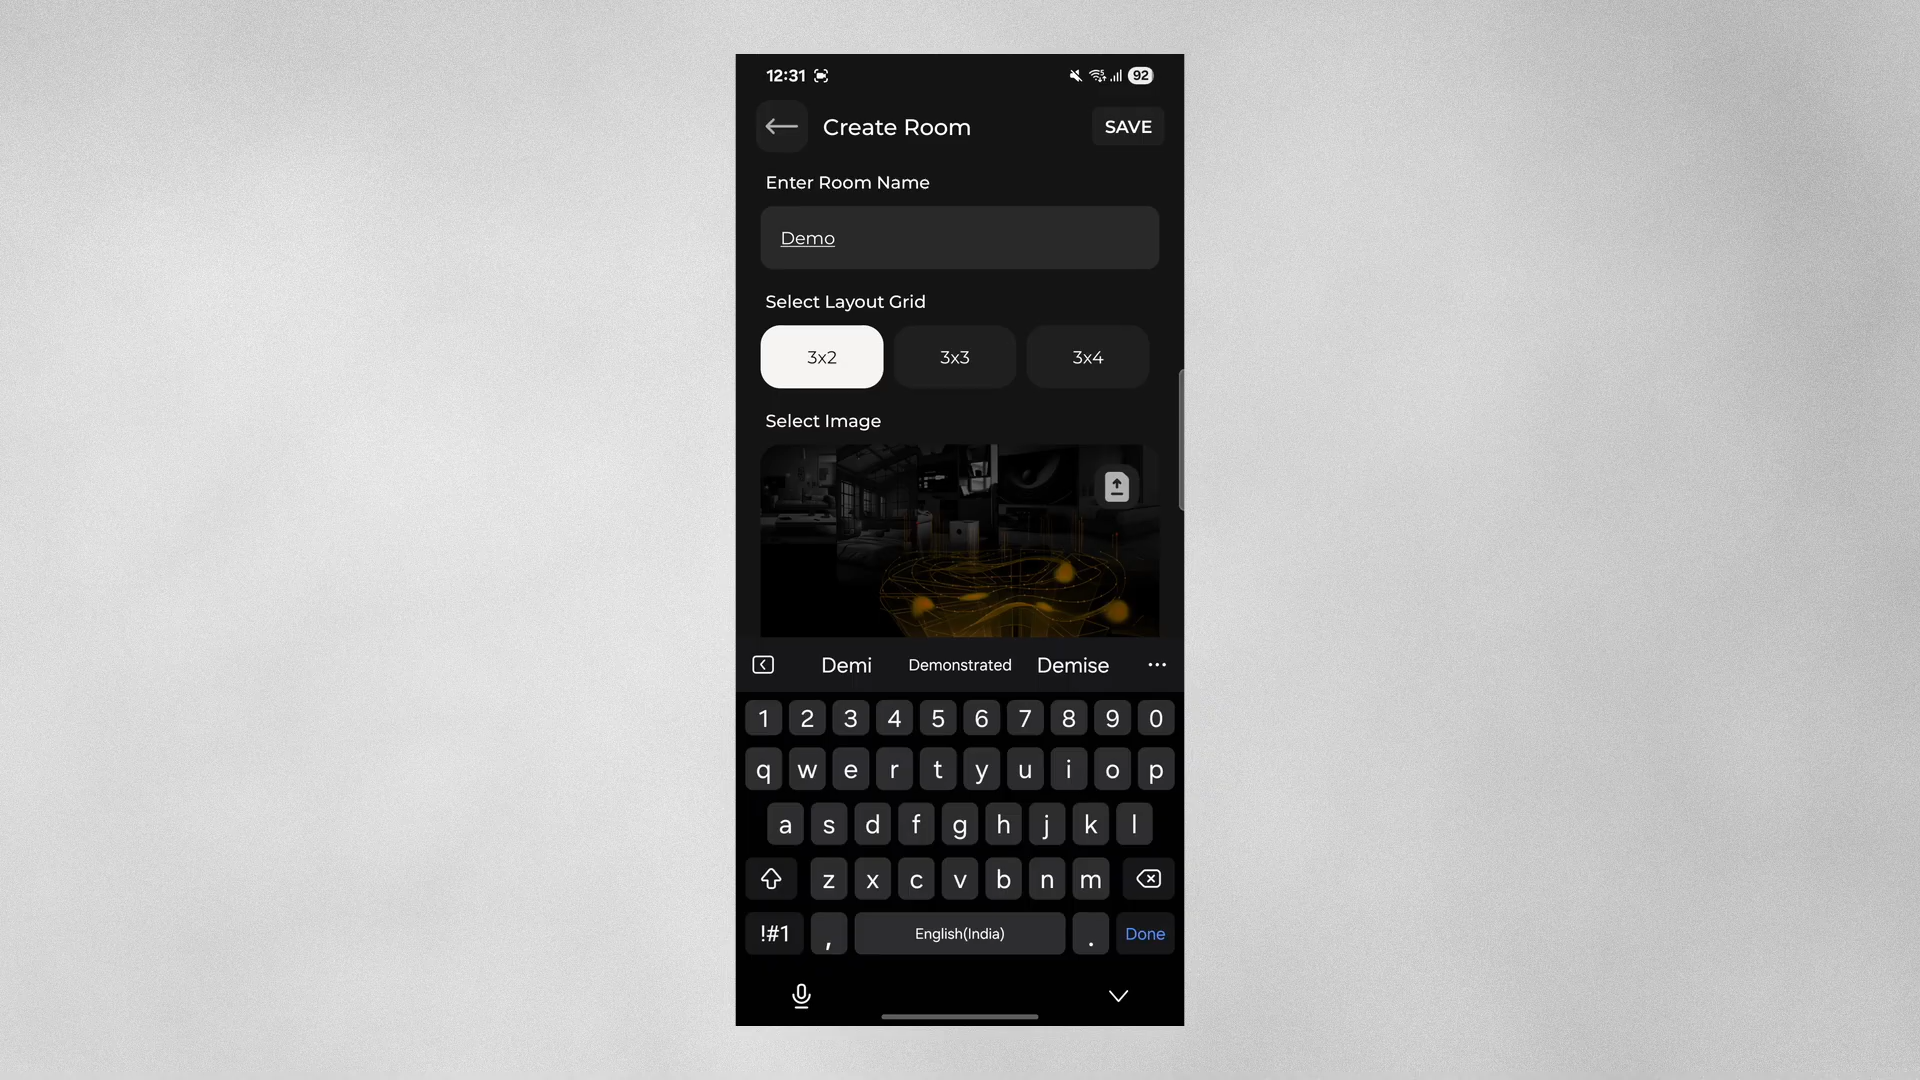 12:31 92
Create Room SAVE
Enter Room Name
Demo
Select Layout Grid
3x2 3x3 3x4
Select Image
Demi Demonstrated Demise ...
1 2 3 4 5 6 7 8 9 0
q w e r t y u i o p
a s d f g h j k l
z x c v b n m
!#1 , English(India) . Done